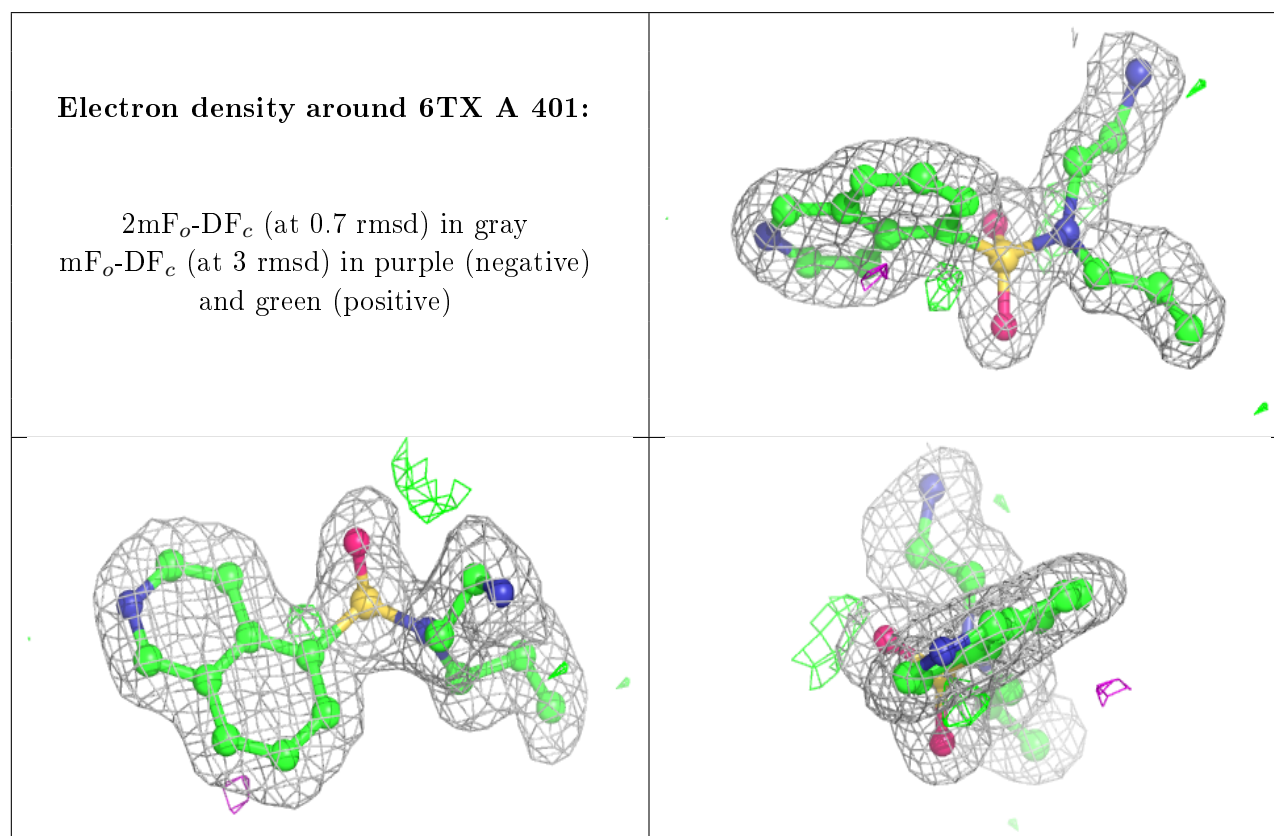 Electron density around 6TX A 401:
2mFo-DFc (at 0.7 rmsd) in gray
mFo-DFc (at 3 rmsd) in purple (negative)
and green (positive)